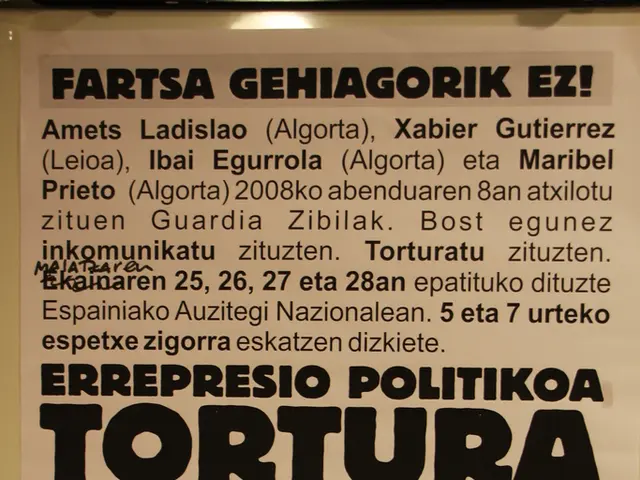 FARTSA GEHIAGORIK EZ!
Amets Ladislao (Algorta), Xabier Gutierrez
(Leioa), Ibai Egurrola (Algorta) eta Maribel
Prieto (Algorta) 2008ko abenduaren 8an atxilotu
zituen Guardia Zibilak. Bost egunez
inkomunikatu zituzten. Torturatu zituzten.
MAIATZaren
Ekainaren 25, 26, 27 eta 28an epatituko dituzte
Espainiako Auzitegi Nazionalean. 5 eta 7 urteko
espetxe zigorra eskatzen dizkiete.
ERREPRESIO POLITIKOA
TORTURA